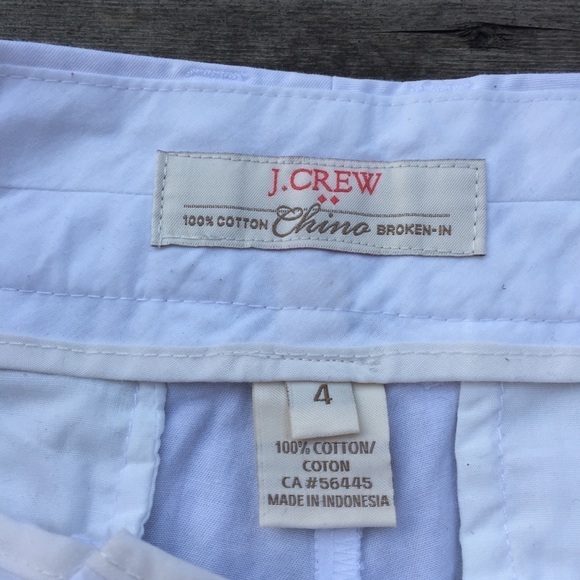 J.CREW
100% COTTON Chino BROKEN-IN
4
100% COTTON/
COTON
CA #56445
MADE IN INDONESIA